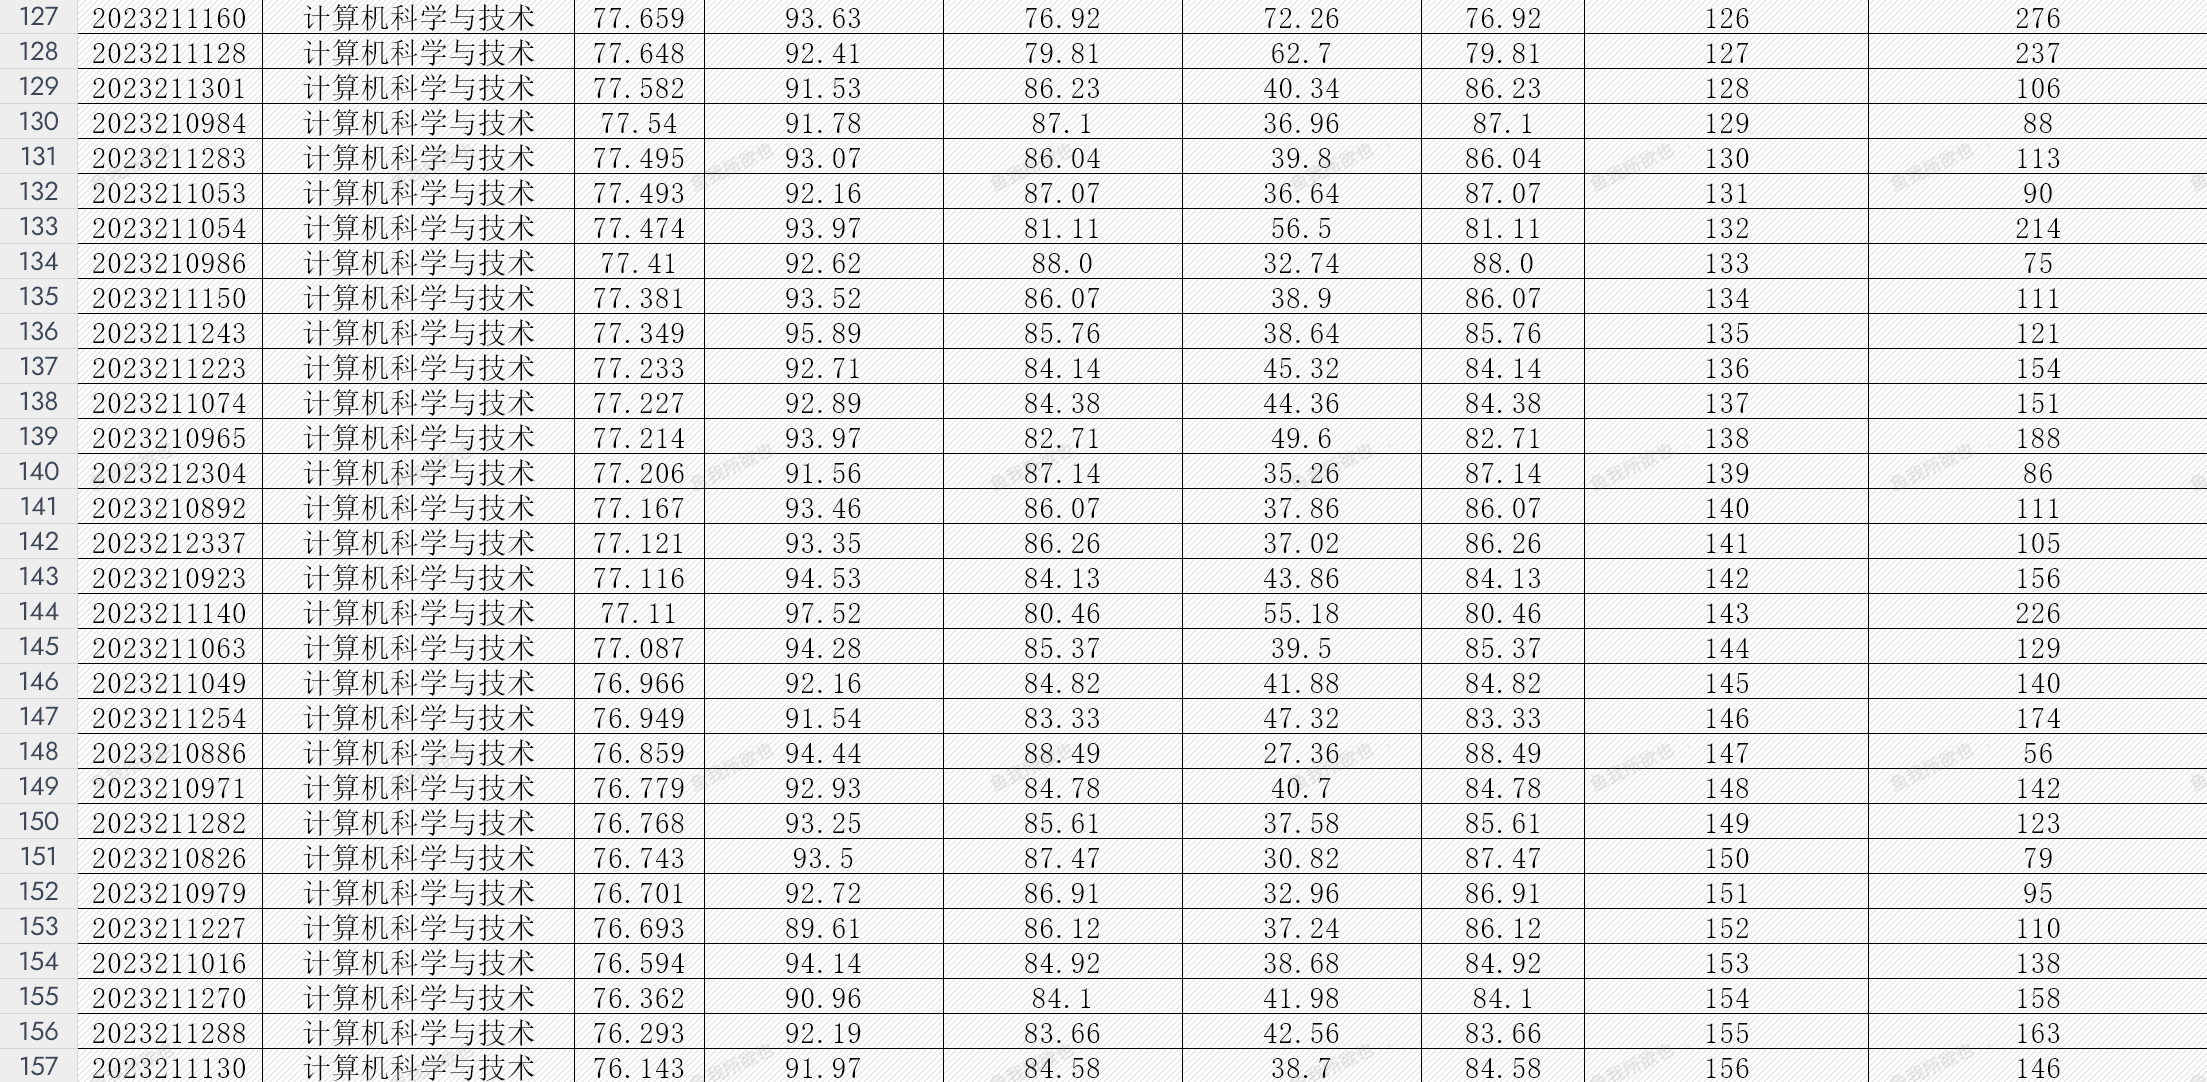 127 2023211160 计算机科学与技术 77.659 93.63 76.92 72.26 76.92 126 276
128 2023211128 计算机科学与技术 77.648 92.41 79.81 62.7 79.81 127 237
129 2023211301 计算机科学与技术 77.582 91.53 86.23 40.34 86.23 128 106
130 2023210984 计算机科学与技术 77.54 91.78 87.1 36.96 87.1 129 88
131 2023211283 计算机科学与技术 77.495 93.07 86.04 39.8 86.04 130 113
132 2023211053 计算机科学与技术 77.493 92.16 87.07 36.64 87.07 131 90
133 2023211054 计算机科学与技术 77.474 93.97 81.11 56.5 81.11 132 214
134 2023210986 计算机科学与技术 77.41 92.62 88.0 32.74 88.0 133 75
135 2023211150 计算机科学与技术 77.381 93.52 86.07 38.9 86.07 134 111
136 2023211243 计算机科学与技术 77.349 95.89 85.76 38.64 85.76 135 121
137 2023211223 计算机科学与技术 77.233 92.71 84.14 45.32 84.14 136 154
138 2023211074 计算机科学与技术 77.227 92.89 84.38 44.36 84.38 137 151
139 2023210965 计算机科学与技术 77.214 93.97 82.71 49.6 82.71 138 188
140 2023212304 计算机科学与技术 77.206 91.56 87.14 35.26 87.14 139 86
141 2023210892 计算机科学与技术 77.167 93.46 86.07 37.86 86.07 140 111
142 2023212337 计算机科学与技术 77.121 93.35 86.26 37.02 86.26 141 105
143 2023210923 计算机科学与技术 77.116 94.53 84.13 43.86 84.13 142 156
144 2023211140 计算机科学与技术 77.11 97.52 80.46 55.18 80.46 143 226
145 2023211063 计算机科学与技术 77.087 94.28 85.37 39.5 85.37 144 129
146 2023211049 计算机科学与技术 76.966 92.16 84.82 41.88 84.82 145 140
147 2023211254 计算机科学与技术 76.949 91.54 83.33 47.32 83.33 146 174
148 2023210886 计算机科学与技术 76.859 94.44 88.49 27.36 88.49 147 56
149 2023210971 计算机科学与技术 76.779 92.93 84.78 40.7 84.78 148 142
150 2023211282 计算机科学与技术 76.768 93.25 85.61 37.58 85.61 149 123
151 2023210826 计算机科学与技术 76.743 93.5 87.47 30.82 87.47 150 79
152 2023210979 计算机科学与技术 76.701 92.72 86.91 32.96 86.91 151 95
153 2023211227 计算机科学与技术 76.693 89.61 86.12 37.24 86.12 152 110
154 2023211016 计算机科学与技术 76.594 94.14 84.92 38.68 84.92 153 138
155 2023211270 计算机科学与技术 76.362 90.96 84.1 41.98 84.1 154 158
156 2023211288 计算机科学与技术 76.293 92.19 83.66 42.56 83.66 155 163
157 2023211130 计算机科学与技术 76.143 91.97 84.58 38.7 84.58 156 146
鱼我所欲也